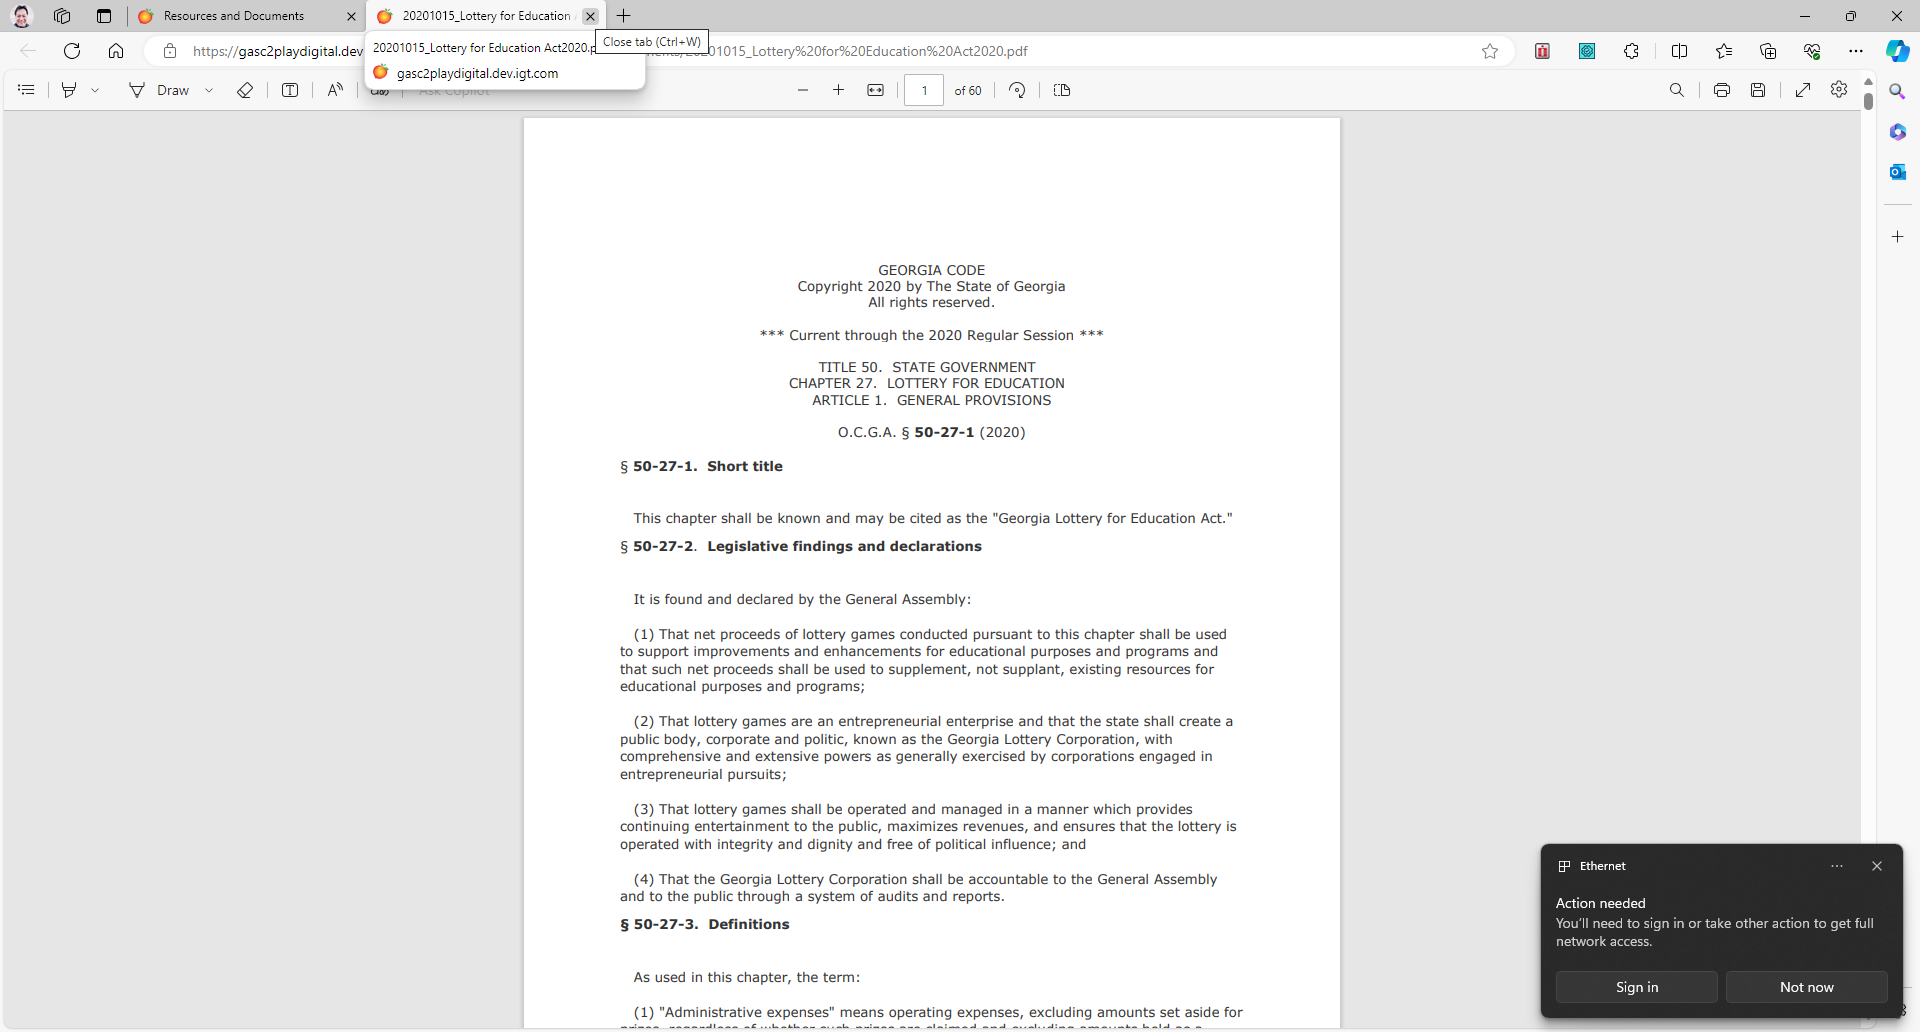 Resources and Documents
20201015_Lottery for Education
20201015_Lottery for Education Act2020.p
Close tab (Ctrl+W)
gasc2playdigital.dev.igt.com
https://gasc2playdigital.dev
01015_Lottery%20for%20Education%20Act2020.pdf
Draw
Ask Copilot
1
of 60
GEORGIA CODE
Copyright 2020 by The State of Georgia
All rights reserved.
*** Current through the 2020 Regular Session ***
TITLE 50. STATE GOVERNMENT
CHAPTER 27. LOTTERY FOR EDUCATION
ARTICLE 1. GENERAL PROVISIONS
O.C.G.A. § 50-27-1 (2020)
§ 50-27-1. Short title
This chapter shall be known and may be cited as the "Georgia Lottery for Education Act."
§ 50-27-2. Legislative findings and declarations
It is found and declared by the General Assembly:
(1) That net proceeds of lottery games conducted pursuant to this chapter shall be used
to support improvements and enhancements for educational purposes and programs and
that such net proceeds shall be used to supplement, not supplant, existing resources for
educational purposes and programs;
(2) That lottery games are an entrepreneurial enterprise and that the state shall create a
public body, corporate and politic, known as the Georgia Lottery Corporation, with
comprehensive and extensive powers as generally exercised by corporations engaged in
entrepreneurial pursuits;
(3) That lottery games shall be operated and managed in a manner which provides
continuing entertainment to the public, maximizes revenues, and ensures that the lottery is
operated with integrity and dignity and free of political influence; and
(4) That the Georgia Lottery Corporation shall be accountable to the General Assembly
and to the public through a system of audits and reports.
§ 50-27-3. Definitions
As used in this chapter, the term:
(1) "Administrative expenses" means operating expenses, excluding amounts set aside for
Ethernet
Action needed
You'll need to sign in or take other action to get full
network access.
Sign in
Not now